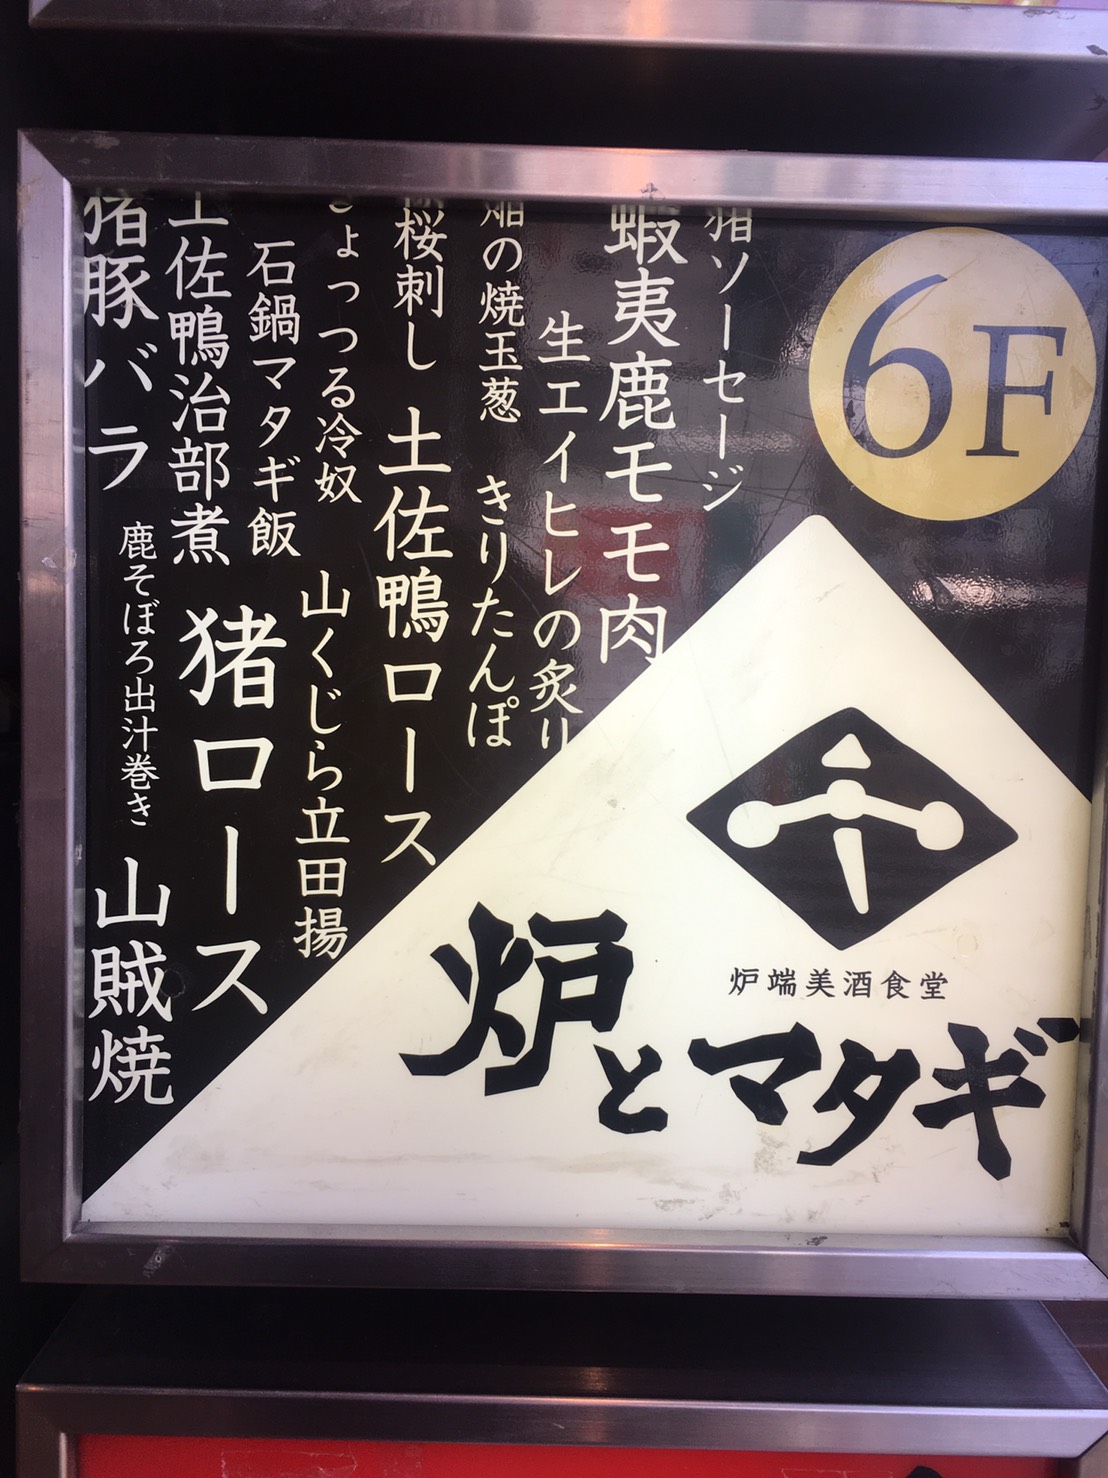 6F
猪ソーセージ
蝦夷鹿モモ肉
生エイヒレの炙り
の焼玉葱 きりたんぽ
桜刺し 土佐鴨ロース
ょっつる冷奴 山くじら立田揚
石鍋マタギ飯
土佐鴨治部煮 猪ロース
猪豚バラ 鹿そぼろ出汁巻き 山賊焼
炉端美酒食堂
炉とマタギ